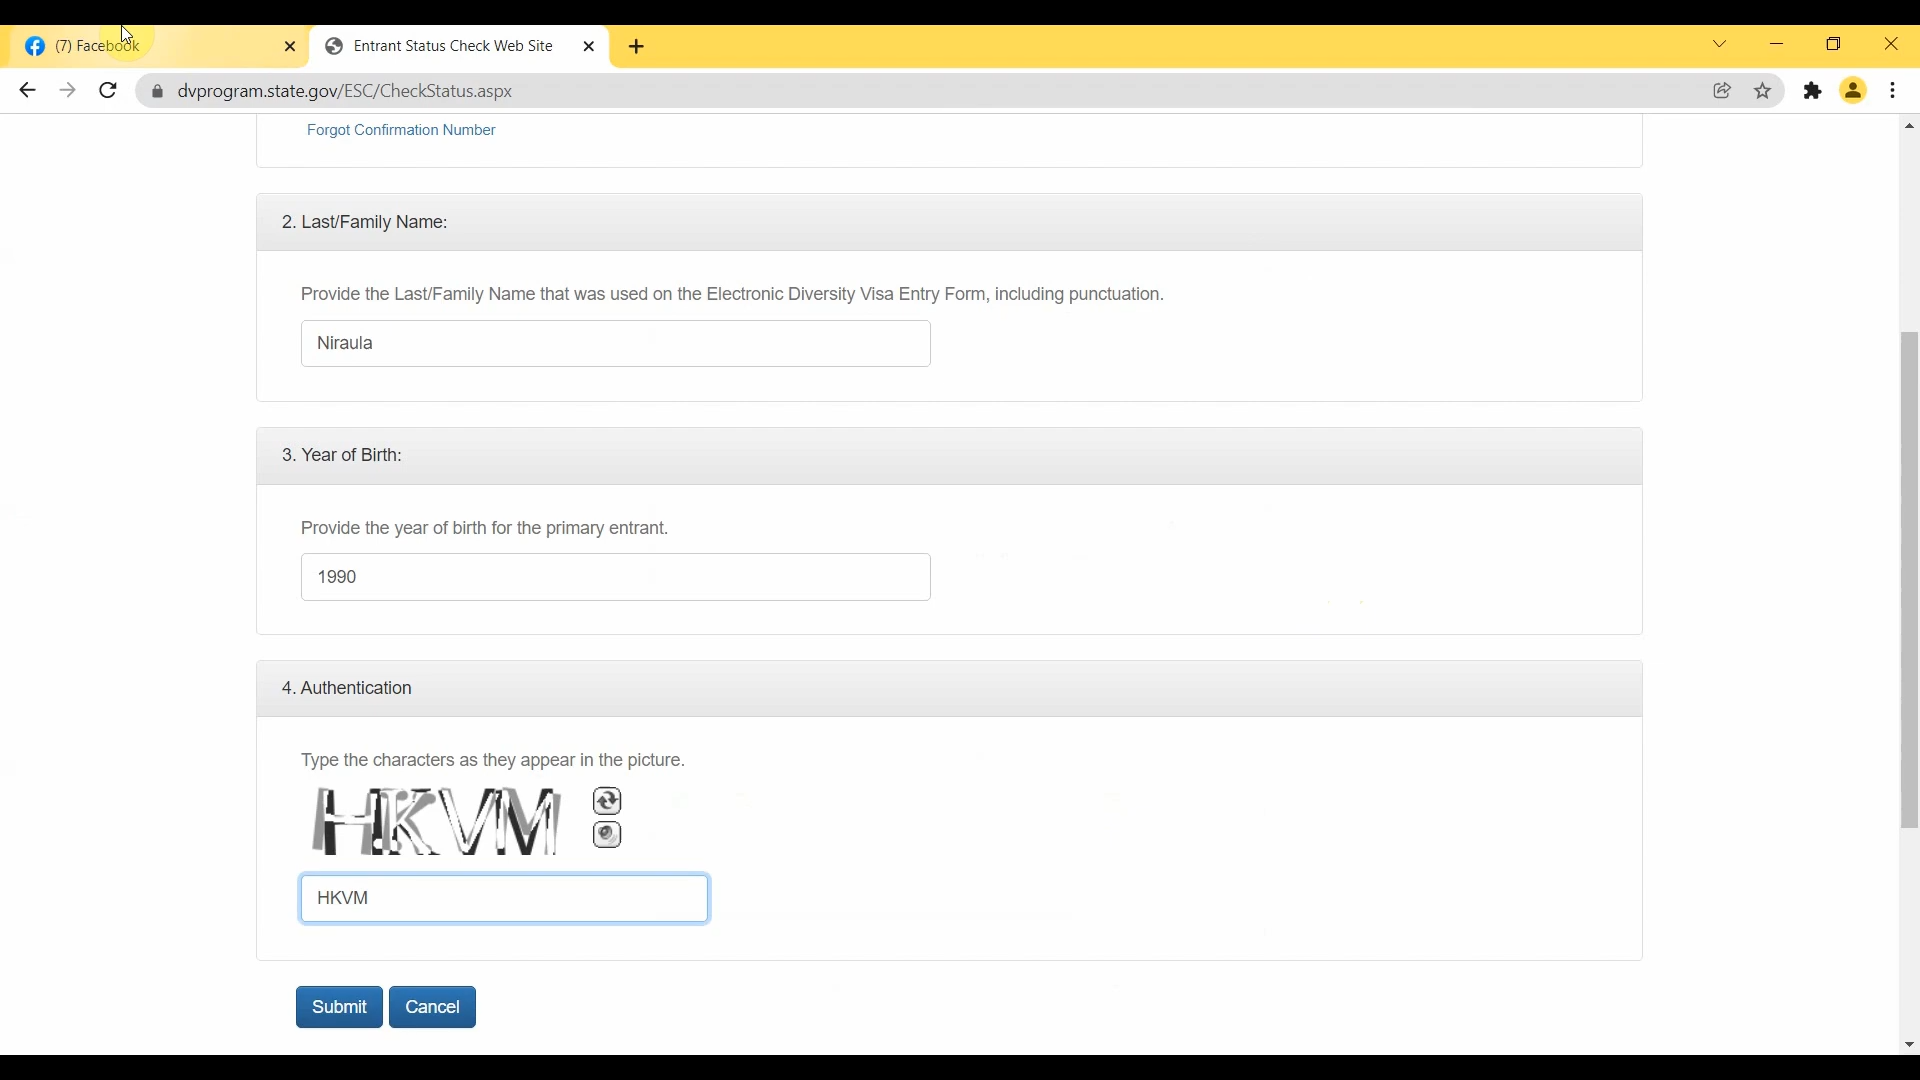 (7) Facebook
Entrant Status Check Web Site
dvprogram.state.gov/ESC/CheckStatus.aspx
Forgot Confirmation Number
2. Last/Family Name:
Provide the Last/Family Name that was used on the Electronic Diversity Visa Entry Form, including punctuation.
Niraula
3. Year of Birth:
Provide the year of birth for the primary entrant.
1990
4. Authentication
Type the characters as they appear in the picture.
HKVM
HKVM
Submit Cancel